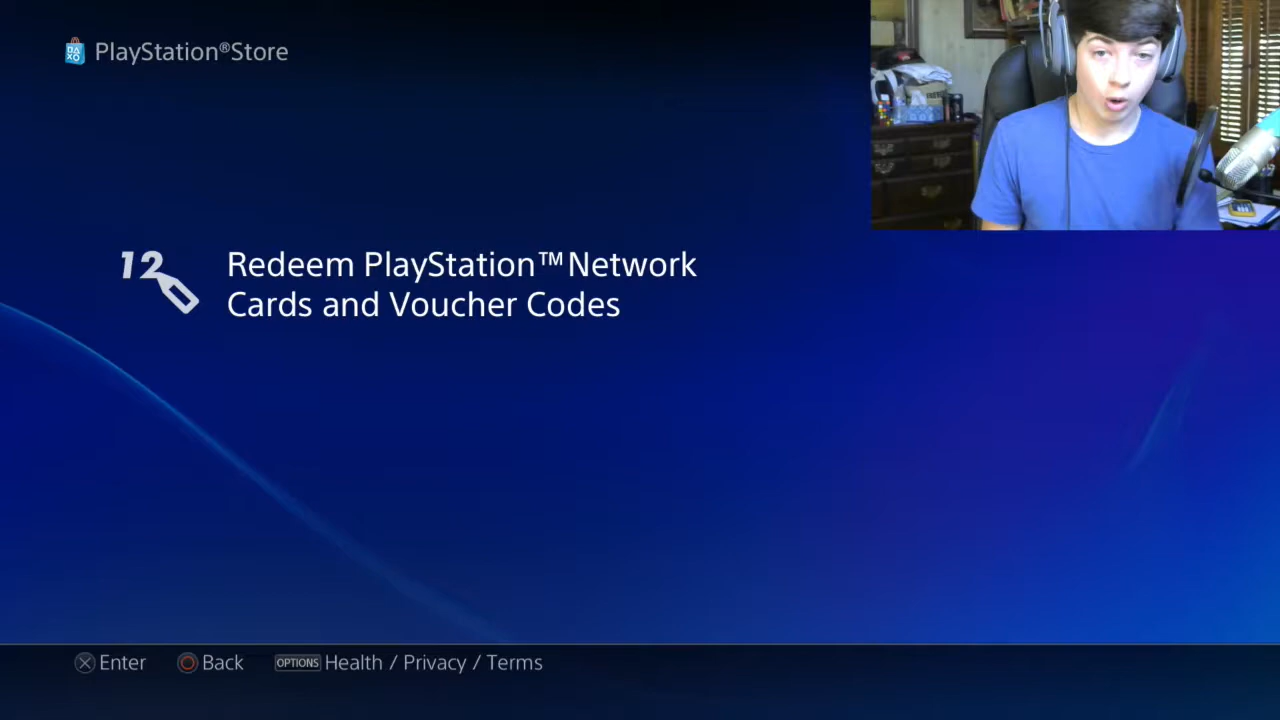 PlayStation®Store
12
Redeem PlayStation™Network
Cards and Voucher Codes
Enter
Back
OPTIONS Health / Privacy / Terms